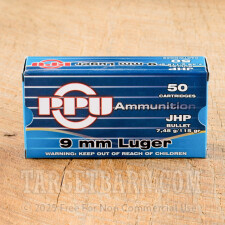 50
CARTRIDGES
PPU
Ammunition
JHP
BULLET
7,45 g/115 gr
9 mm Luger
WARNING: KEEP OUT OF REACH OF CHILDREN
TARGETBARN.COM